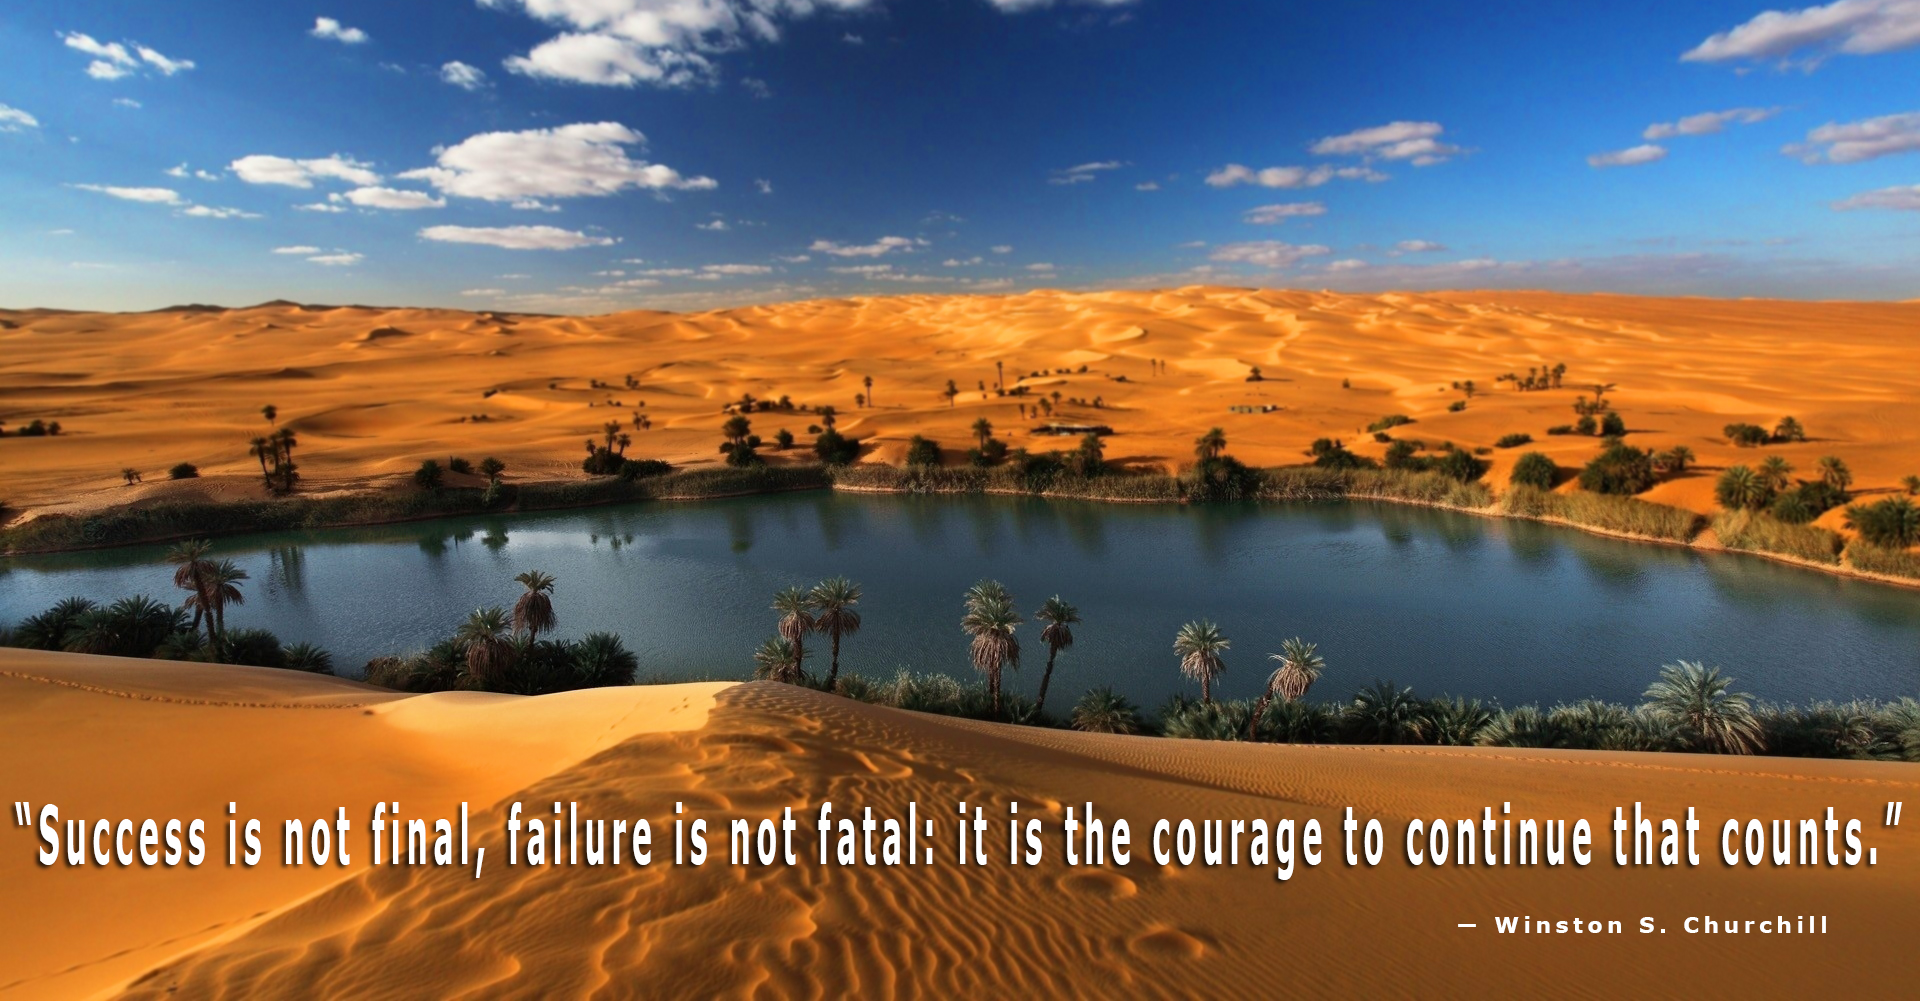 “Success is not final, failure is not fatal: it is the courage to continue that counts.”
— Winston S. Churchill